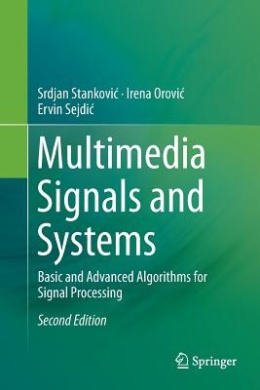 Srdjan Stanković · Irena Orović
Ervin Sejdić
Multimedia
Signals and
Systems
Basic and Advanced Algorithms for
Signal Processing
Second Edition
Springer